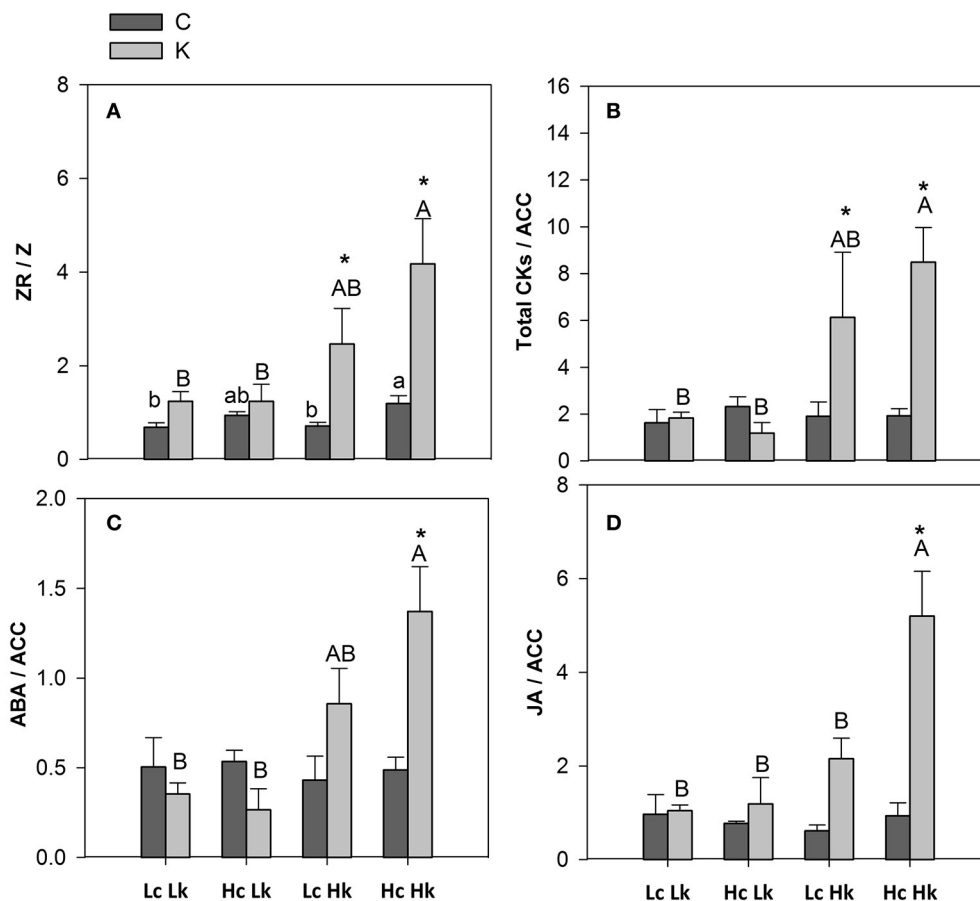 C
K
A
ZR / Z
8
6
4
2
0
b
B
ab
B
b
*
AB
a
*
A
B
Total CKs / ACC
16
14
12
10
8
6
4
2
0
B
B
*
AB
*
A
C
ABA / ACC
2.0
1.5
1.0
0.5
0.0
B
B
AB
*
A
Lc Lk Hc Lk Lc Hk Hc Hk
D
JA / ACC
8
6
4
2
0
B
B
B
*
A
Lc Lk Hc Lk Lc Hk Hc Hk